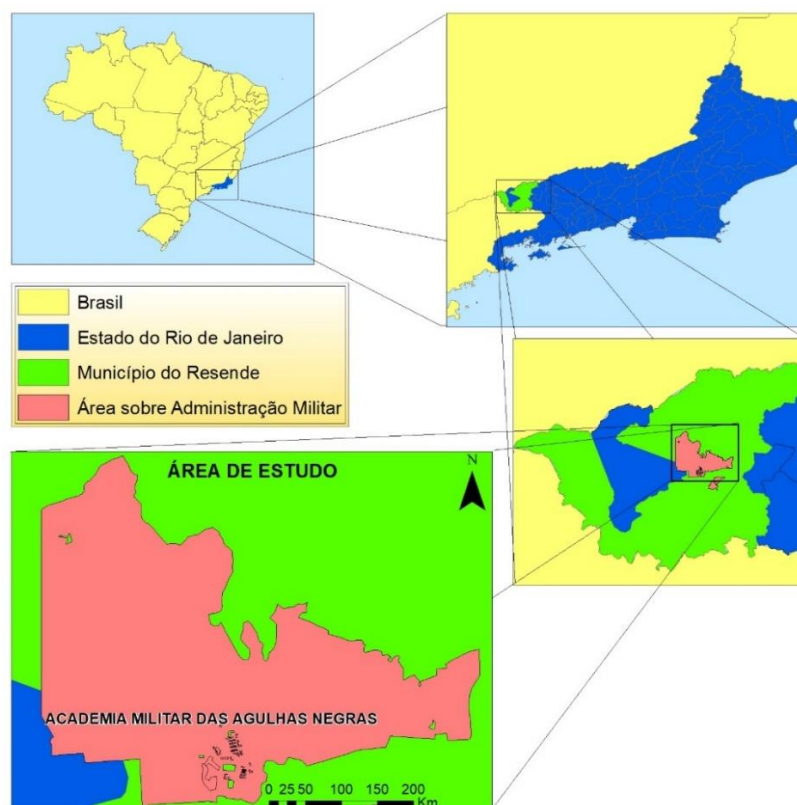 Brasil
Estado do Rio de Janeiro
Município do Resende
Área sobre Administração Militar
ÁREA DE ESTUDO
N
ACADEMIA MILITAR DAS AGULHAS NEGRAS
0 25 50 100 150 200
Km